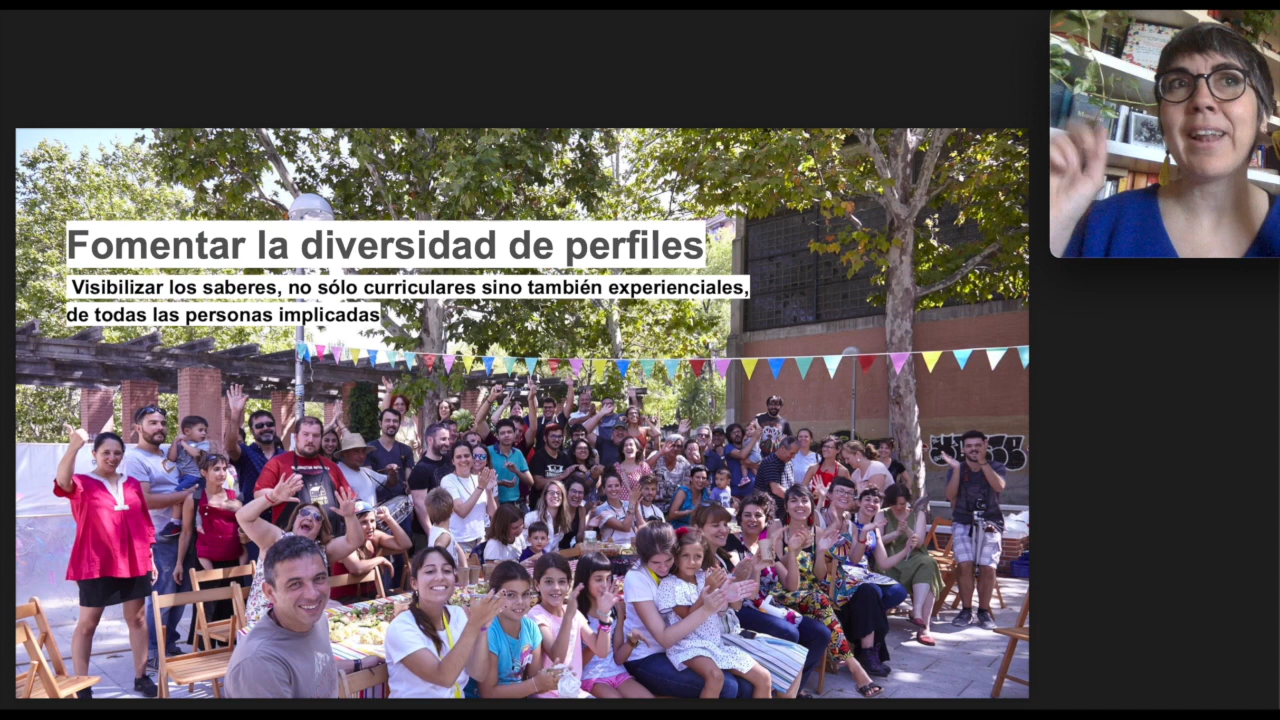 Fomentar la diversidad de perfiles
Visibilizar los saberes, no sólo curriculares sino también experienciales,
de todas las personas implicadas